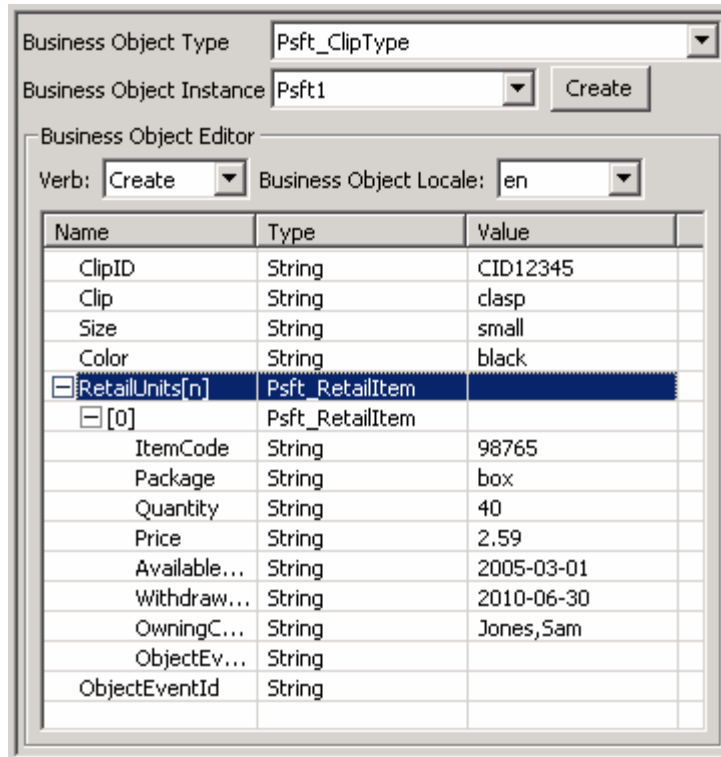 Business Object Type Psft_ClipType
Business Object Instance Psft1 Create
Business Object Editor
Verb: Create Business Object Locale: en
Name Type Value
ClipID String CID12345
Clip String clasp
Size String small
Color String black
RetailUnits[n] Psft_RetailItem
[0] Psft_RetailItem
ItemCode String 98765
Package String box
Quantity String 40
Price String 2.59
Available... String 2005-03-01
Withdraw... String 2010-06-30
OwningC... String Jones,Sam
ObjectEv... String
ObjectEventId String